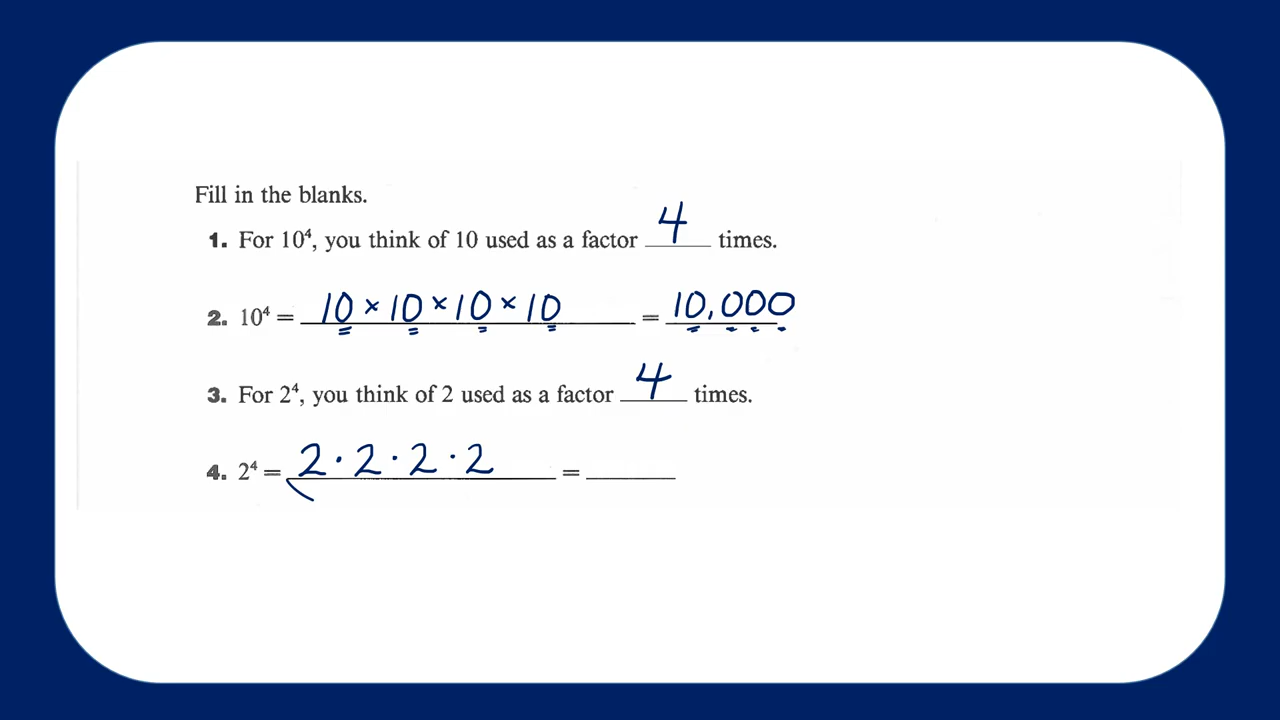 Fill in the blanks.
1. For 10⁴, you think of 10 used as a factor 4 times.
2. 10⁴ = 10 × 10 × 10 × 10 = 10,000
3. For 2⁴, you think of 2 used as a factor 4 times.
4. 2⁴ = 2 · 2 · 2 · 2 = ______